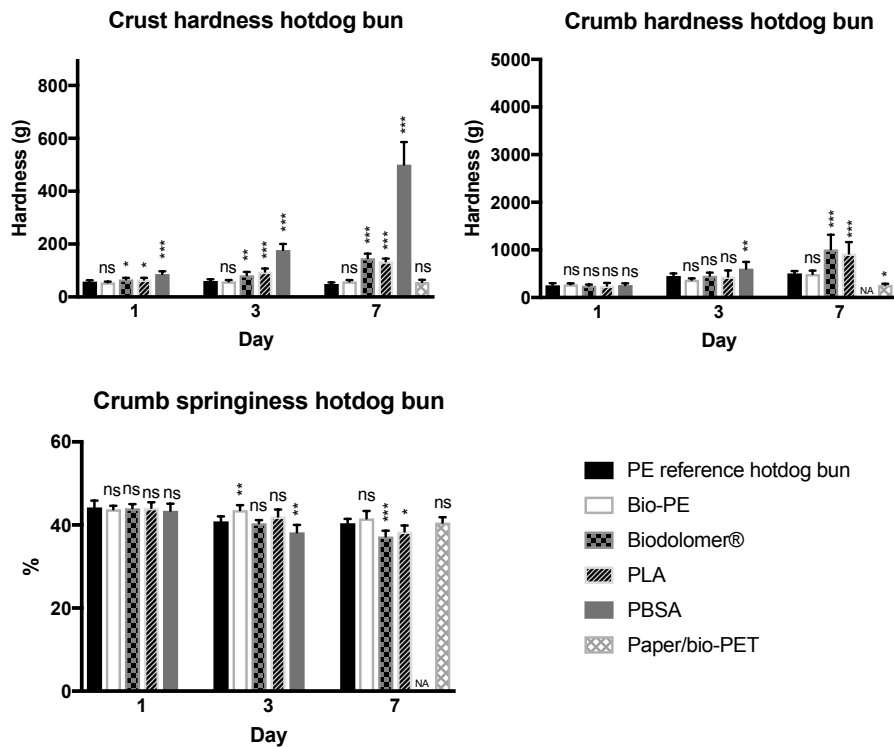 Crust hardness hotdog bun
Hardness (g)
800
600
400
200
0
ns * * ***
ns ** *** ***
ns *** *** *** ns
1 3 7
Day
Crumb hardness hotdog bun
Hardness (g)
5000
4000
3000
2000
1000
0
ns ns ns ns
ns ns ns **
ns *** *** NA *
1 3 7
Day
Crumb springiness hotdog bun
%
60
40
20
0
ns ns ns ns
** ns ns **
ns *** * NA ns
1 3 7
Day
PE reference hotdog bun
Bio-PE
Biodolomer®
PLA
PBSA
Paper/bio-PET